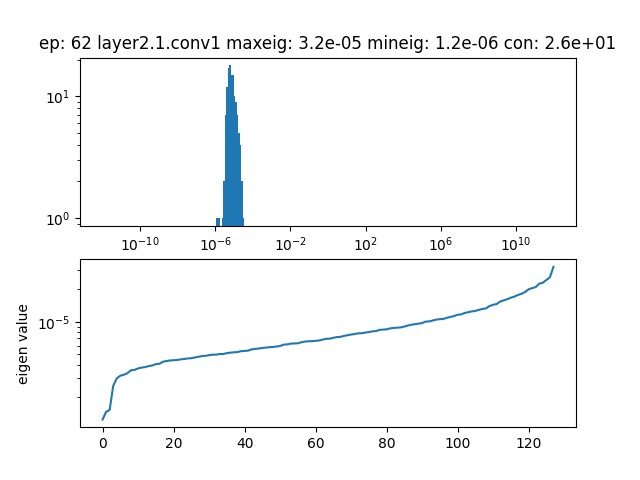 ep: 62 layer2.1.conv1 maxeig: 3.2e-05 mineig: 1.2e-06 con: 2.6e+01
10¹
10⁰
10⁻¹⁰ 10⁻⁶ 10⁻² 10² 10⁶ 10¹⁰
10⁻⁵
eigen value
0 20 40 60 80 100 120